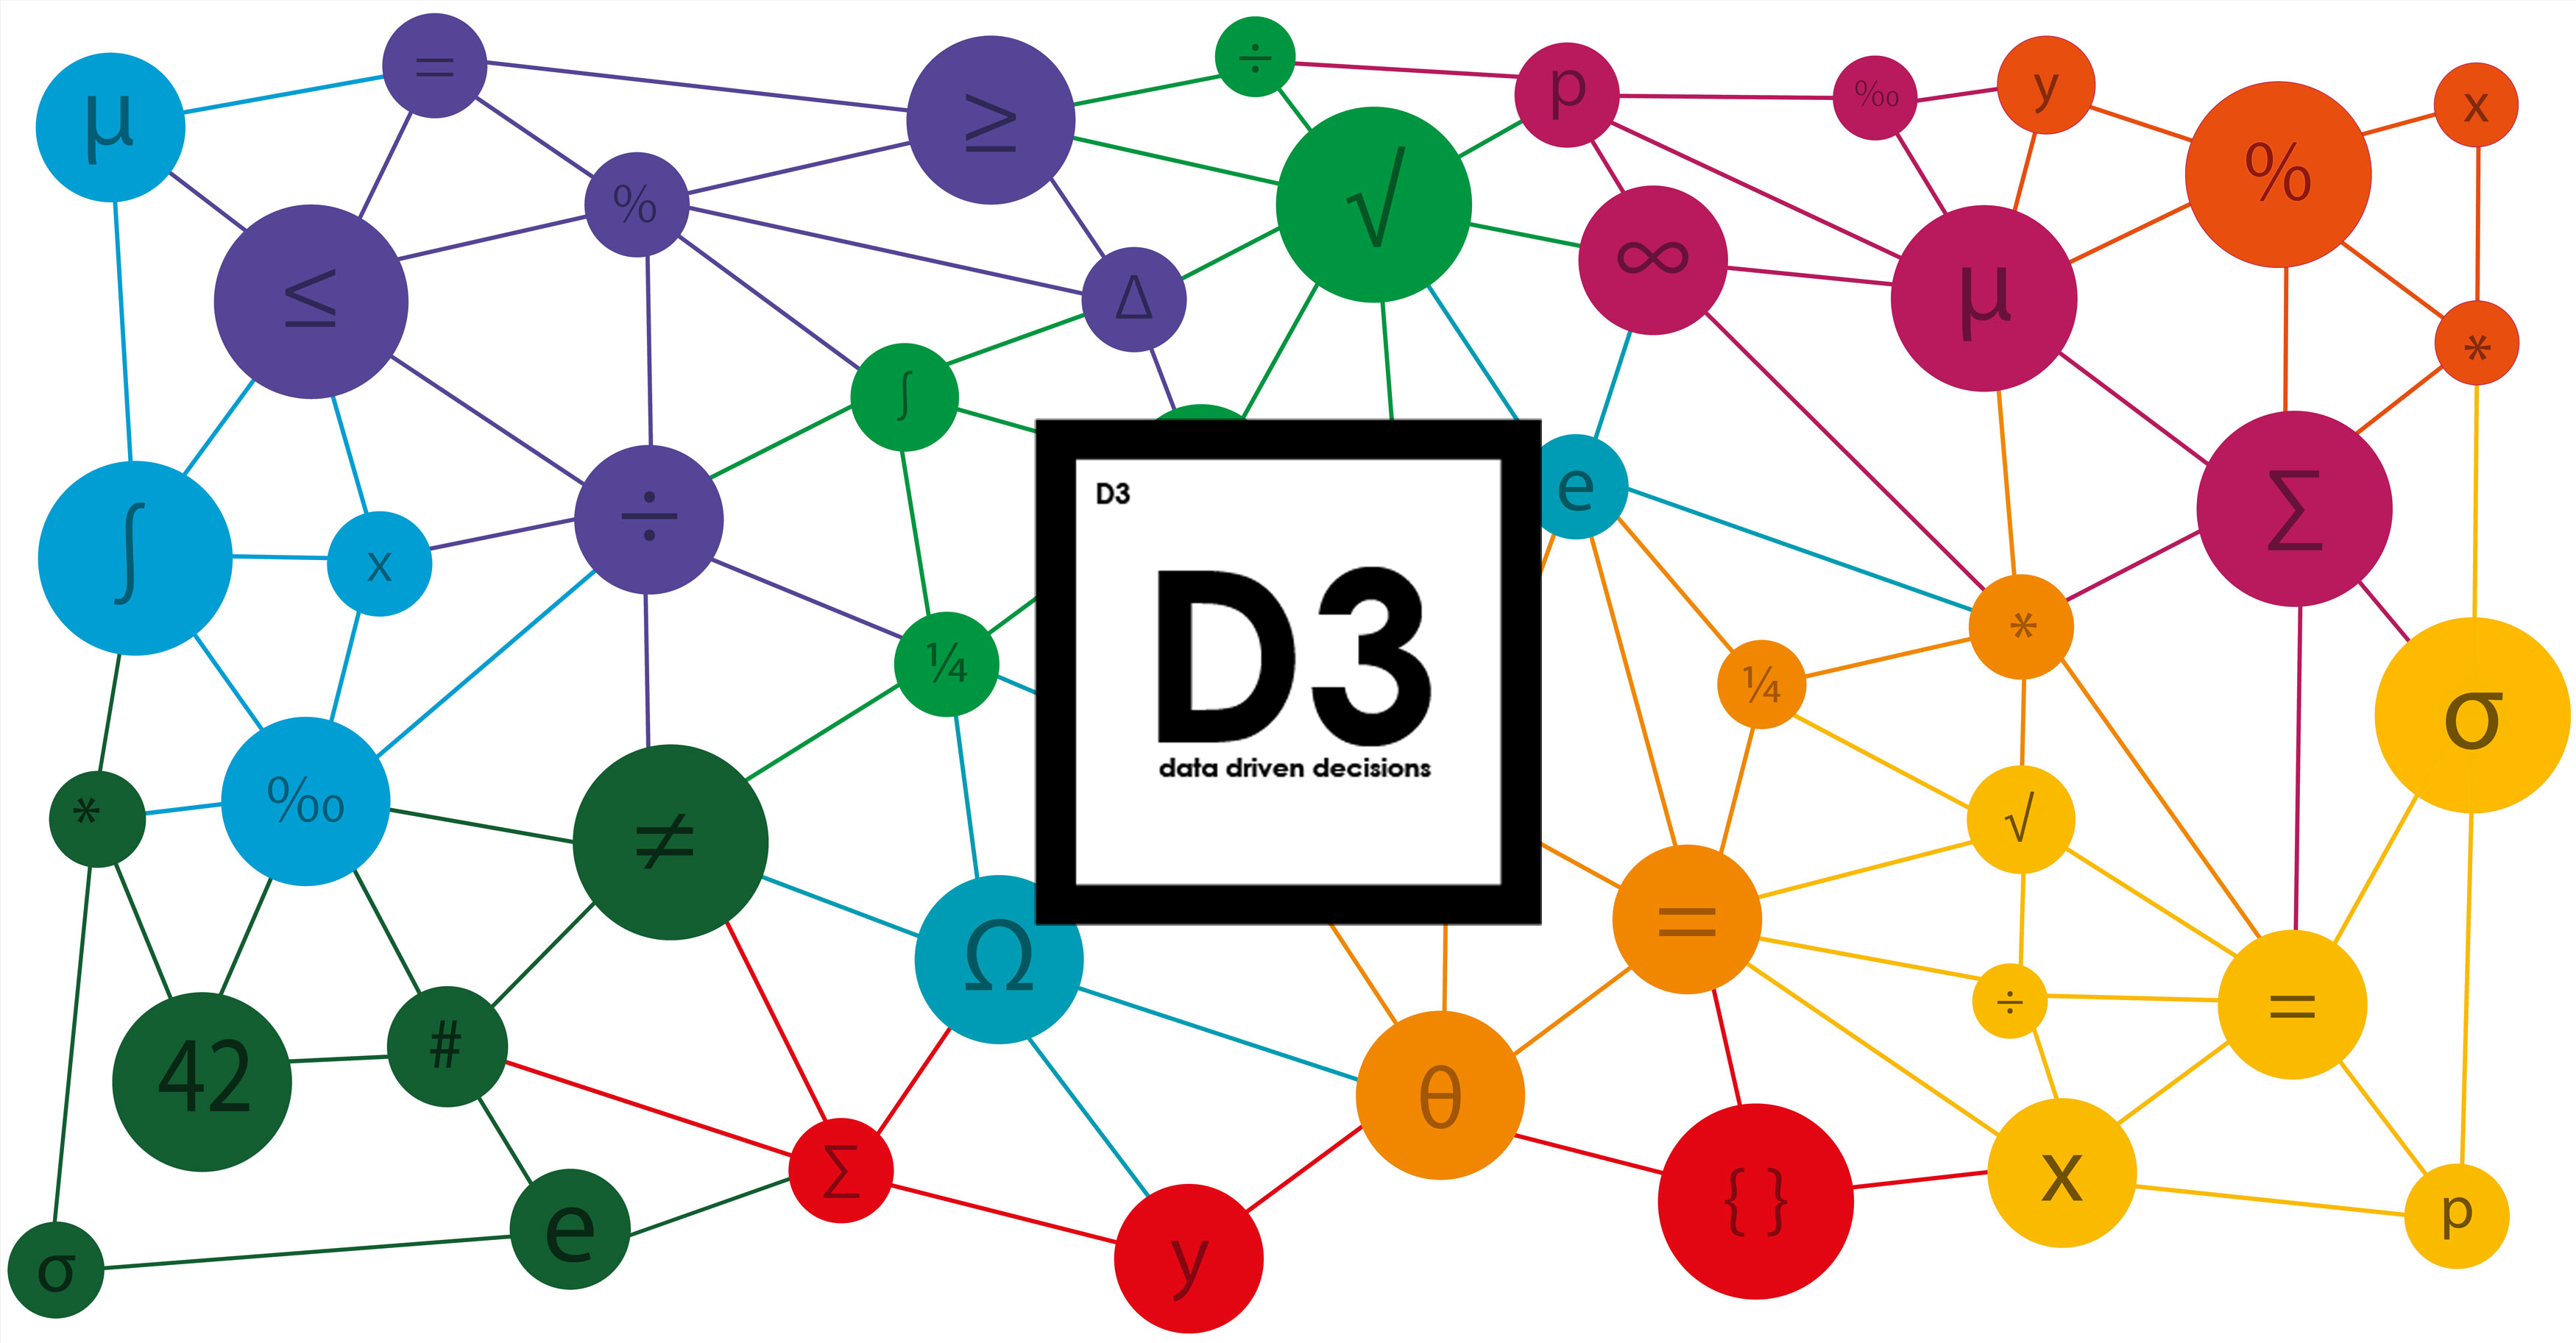 μ
=
≥
÷
p
‰
y
%
x
≤
%
Δ
√
∞
μ
*
∫
÷
∫
x
e
Σ
D3
D3
data driven decisions
¼
¼
*
σ
*
‰
≠
√
Ω
=
÷
=
42
#
θ
Σ
{ }
x
p
σ
e
y